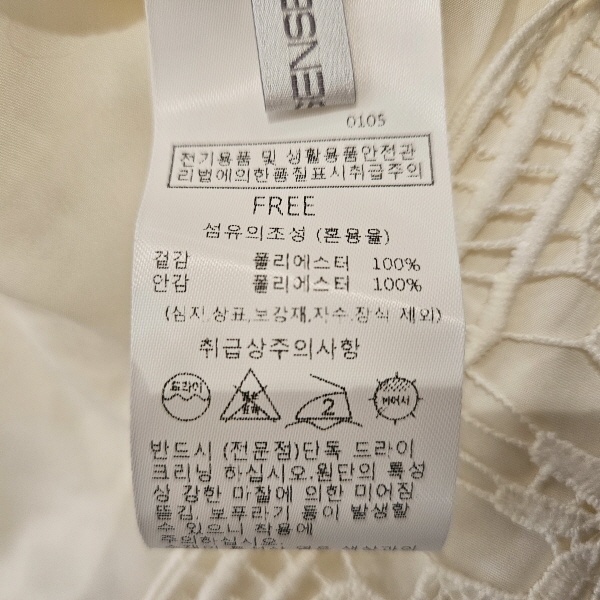 0105
전기용품 및 생활용품안전관
리법에의한품질표시취급주의
FREE
섬유의조성 (혼용율)
겉감 폴리에스터 100%
안감 폴리에스터 100%
(심지,상표,보강재,자수,장식 제외)
취급상주의사항
드라이
2
반드시 (전문점)단독 드라이
크리닝 하십시오.원단의 특성
상 강한 마찰에 의한 미어짐
뜯김 보푸라기 등이 발생할
수 있으니 착용에
주의하십시오.